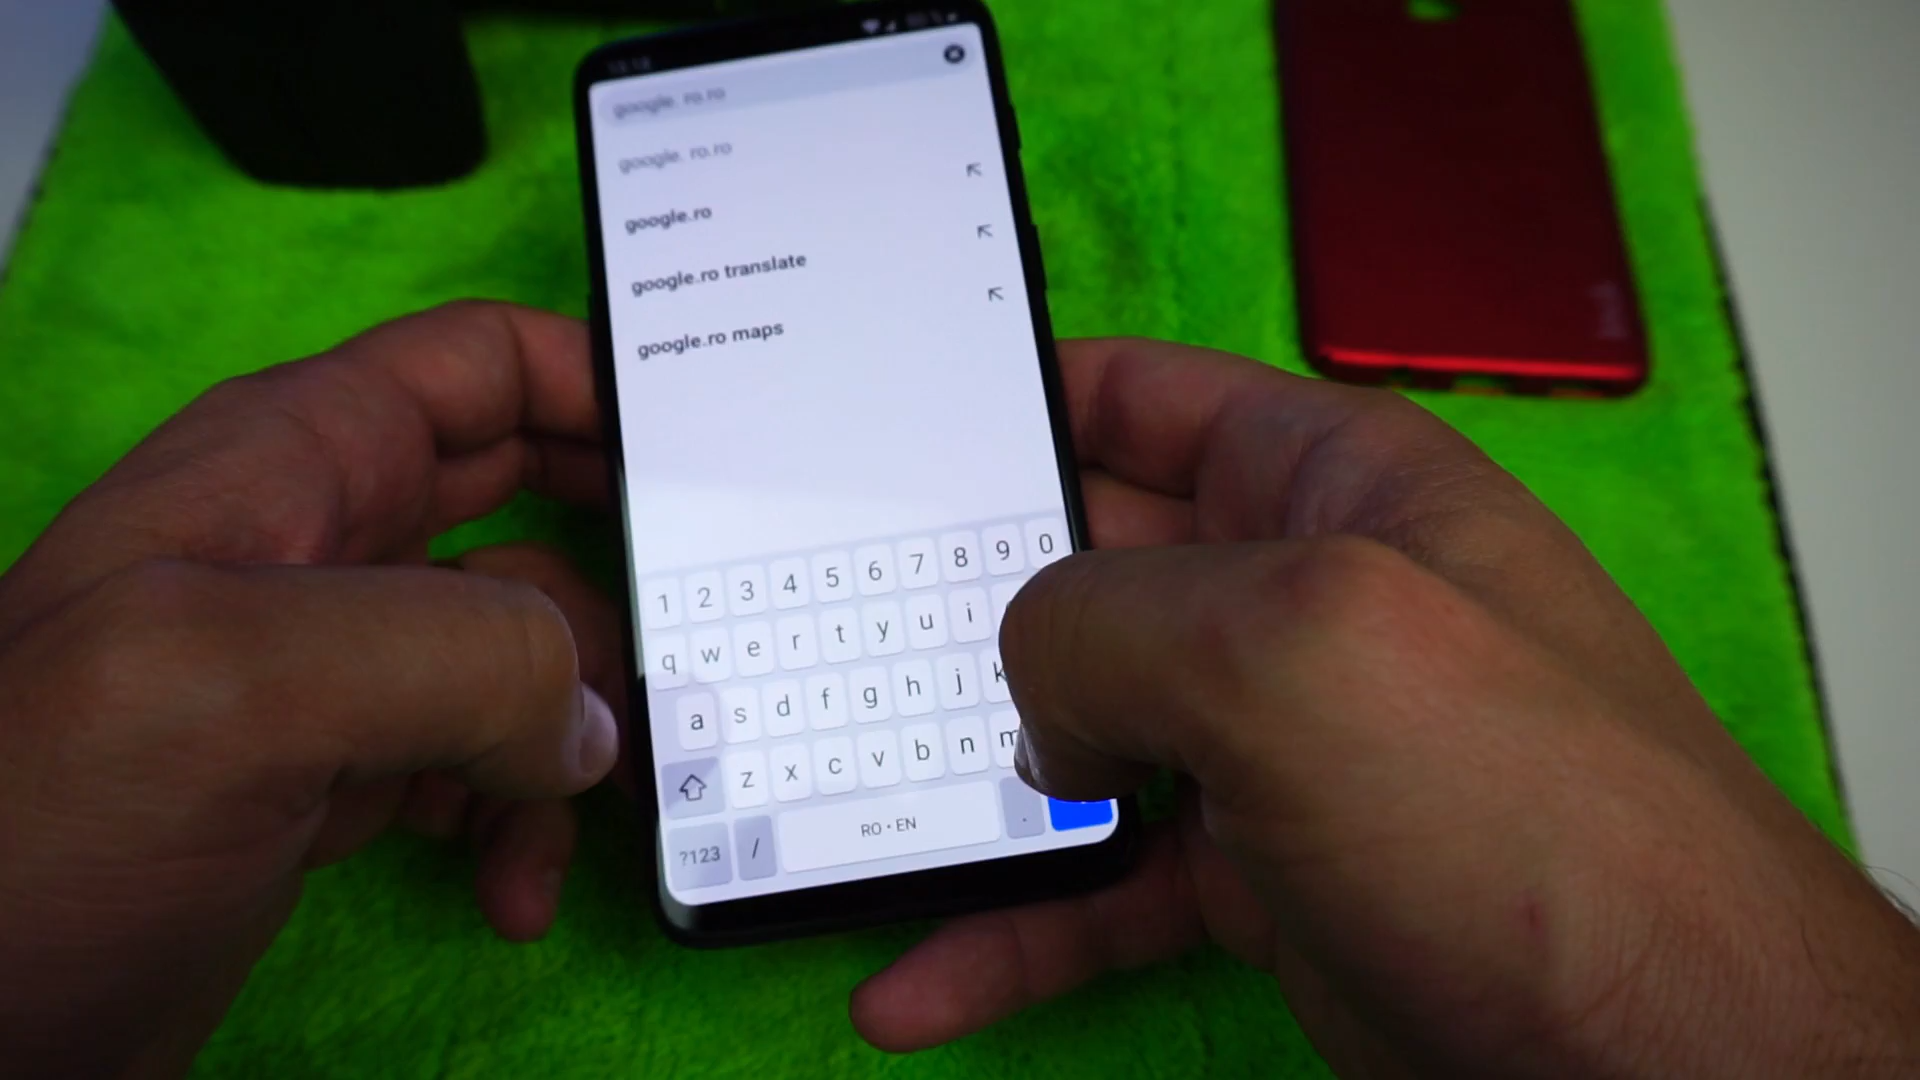 google. ro.ro
google. ro.ro
google.ro
google.ro translate
google.ro maps
1 2 3 4 5 6 7 8 9 0
q w e r t y u i
a s d f g h j k
z x c v b n m
?123 / RO • EN .